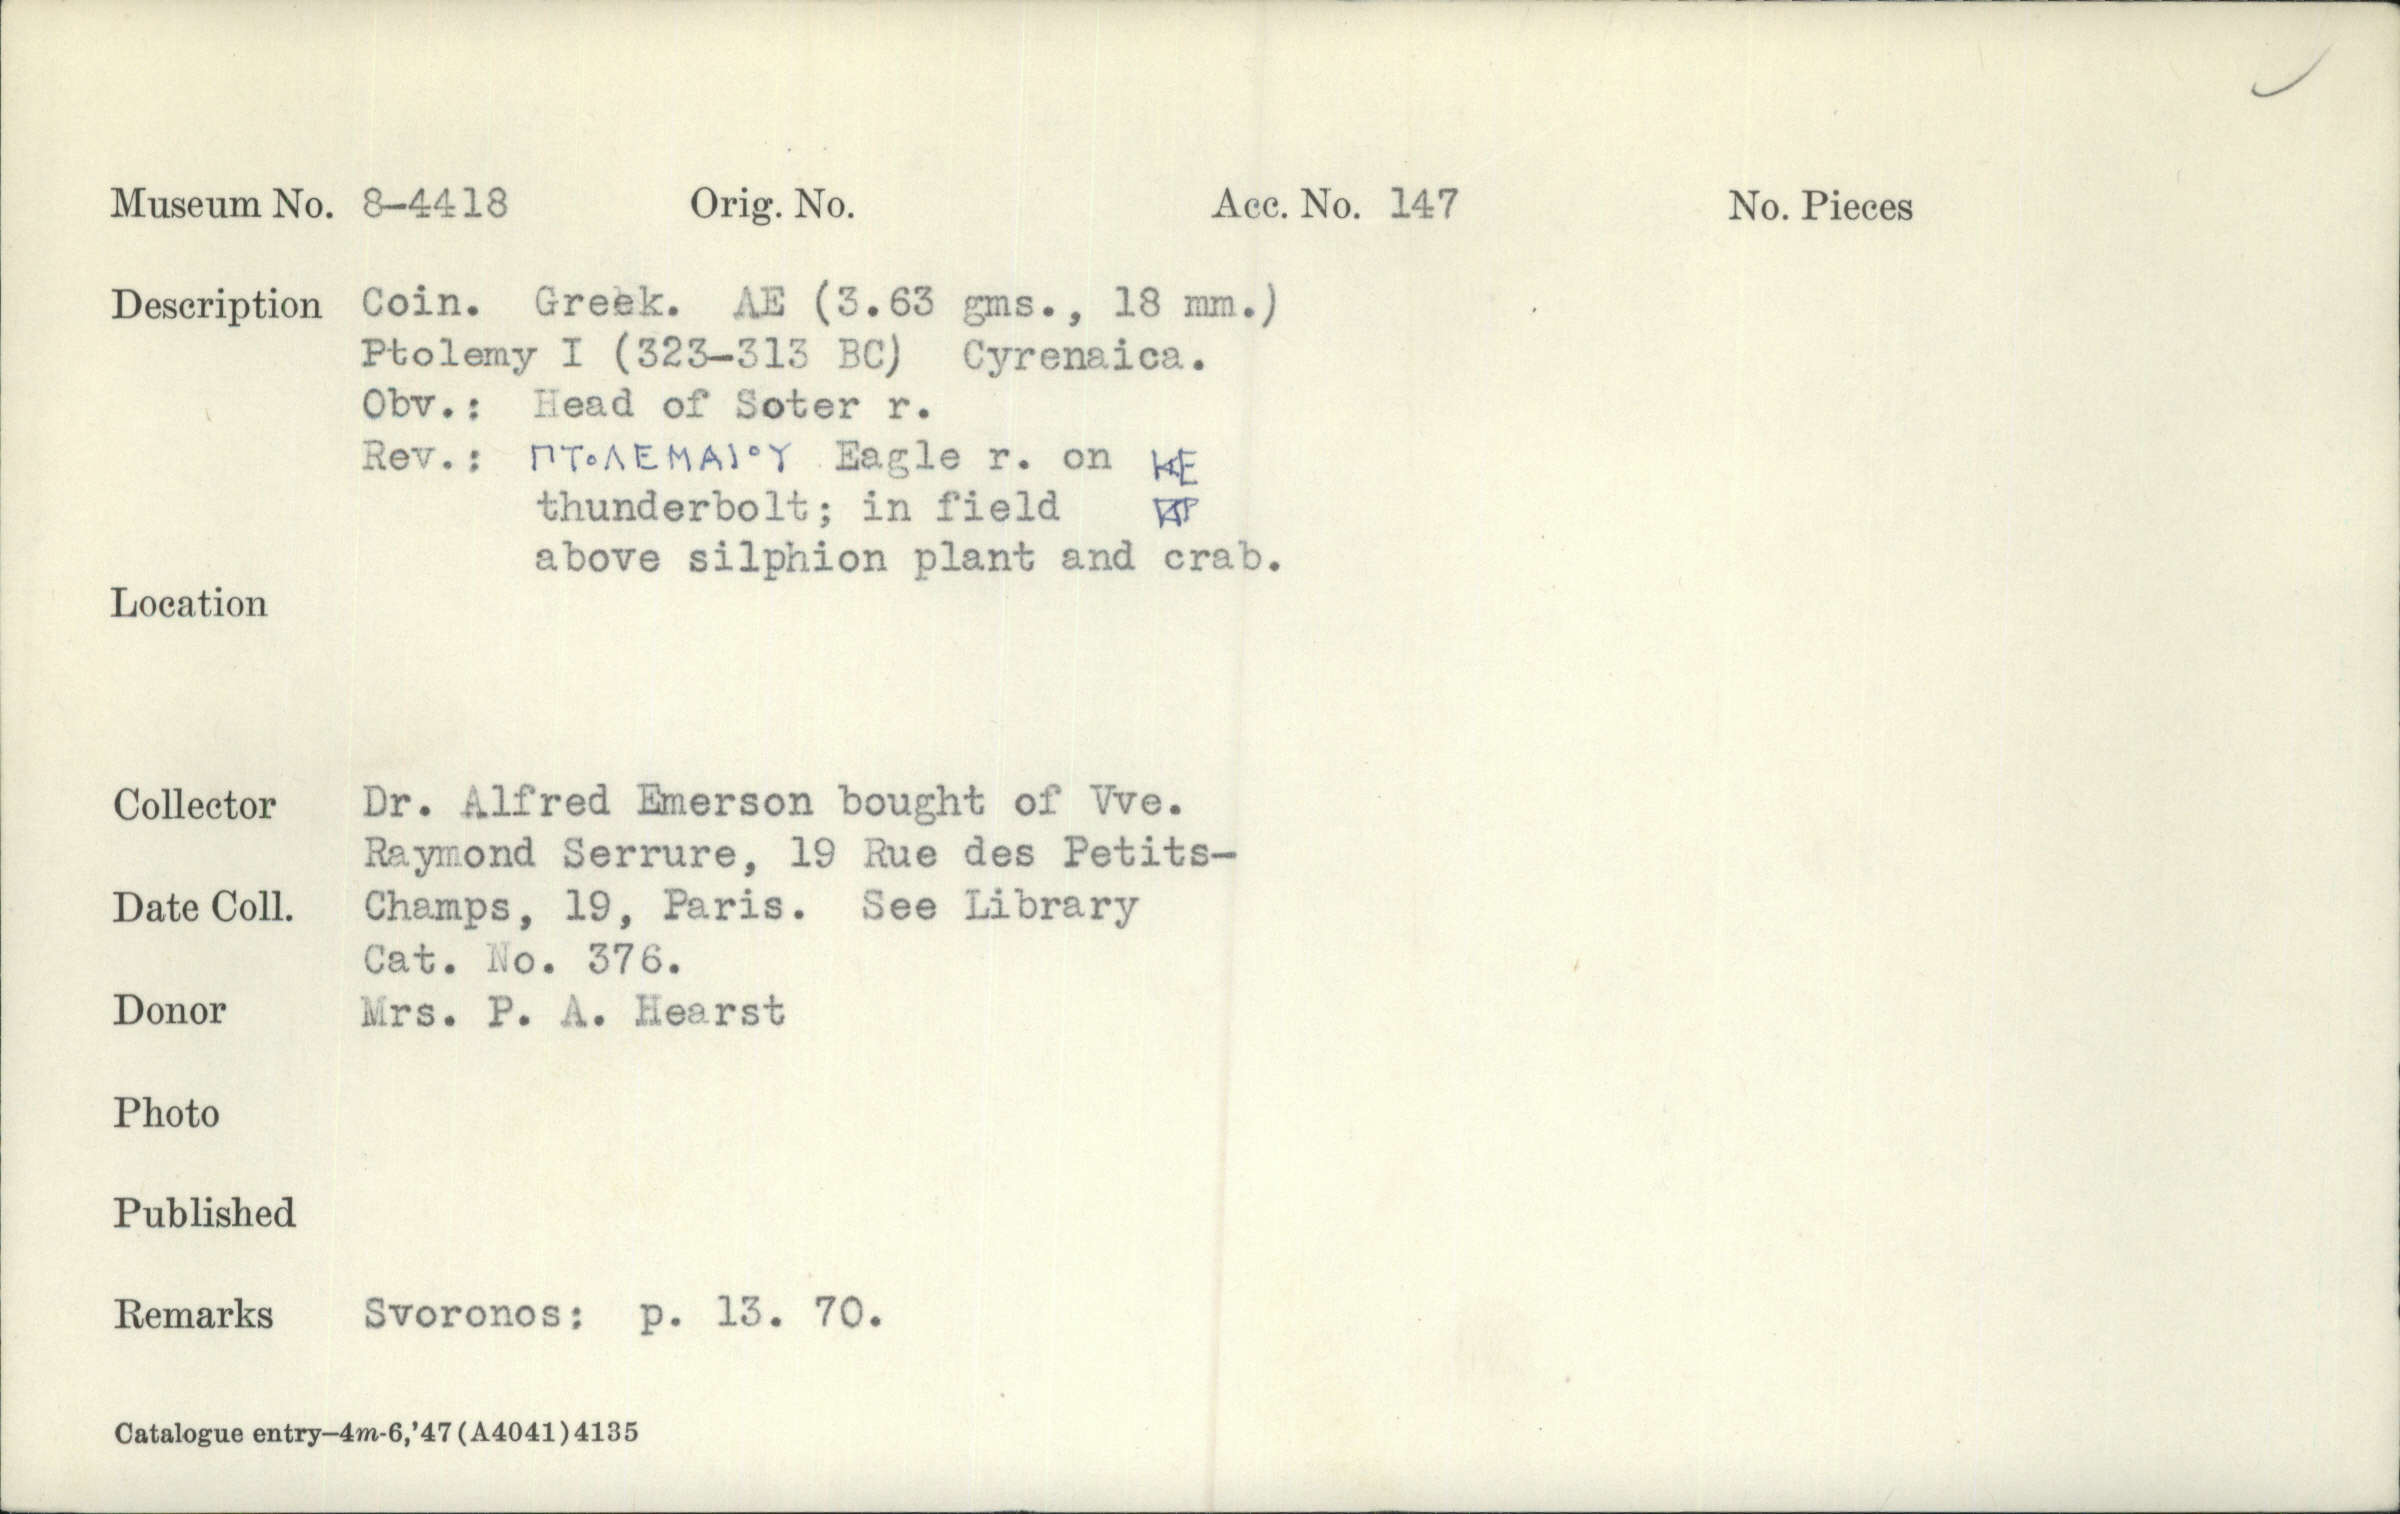 Museum No. 8-4418 Orig. No. Acc. No. 147 No. Pieces
Description Coin. Greek. AE (3.63 gms., 18 mm.)
Ptolemy I (323-313 BC) Cyrenaica.
Obv.: Head of Soter r.
Rev.: ΠΤοΛΕΜΑΙοΥ Eagle r. on
thunderbolt; in field
above silphion plant and crab.
Location
Collector Dr. Alfred Emerson bought of Vve.
Raymond Serrure, 19 Rue des Petits-
Date Coll. Champs, 19, Paris. See Library
Cat. No. 376.
Donor Mrs. P. A. Hearst
Photo
Published
Remarks Svoronos: p. 13. 70.
Catalogue entry—4m-6,'47(A4041)4135